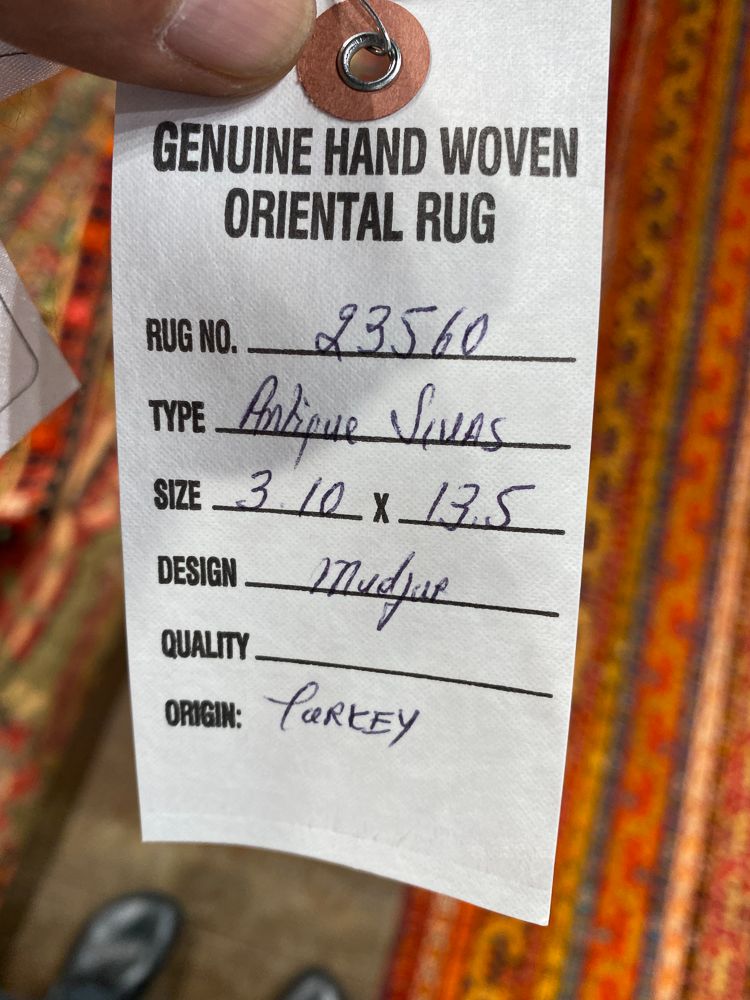 GENUINE HAND WOVEN
ORIENTAL RUG
RUG NO. 23560
TYPE Antique Sivas
SIZE 3.10 X 13.5
DESIGN Mudjur
QUALITY
ORIGIN: TURKEY